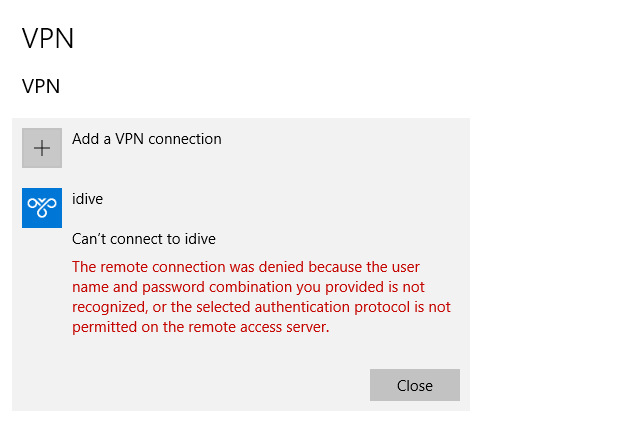 VPN
VPN
Add a VPN connection
idive
Can't connect to idive
The remote connection was denied because the user
name and password combination you provided is not
recognized, or the selected authentication protocol is not
permitted on the remote access server.
Close